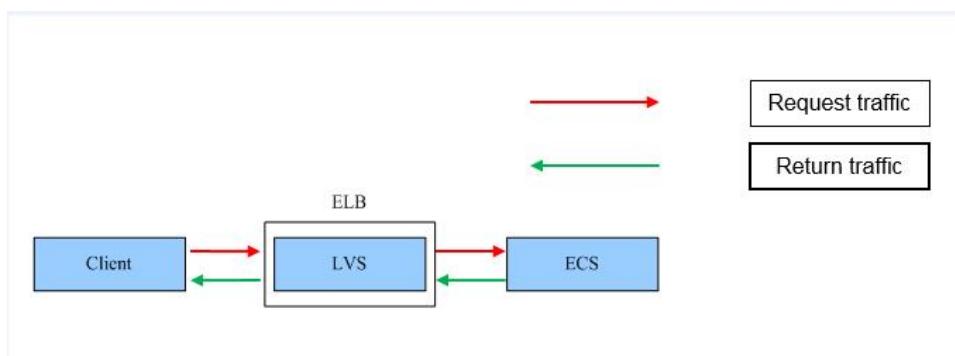 Request traffic
Return traffic
ELB
Client
LVS
ECS